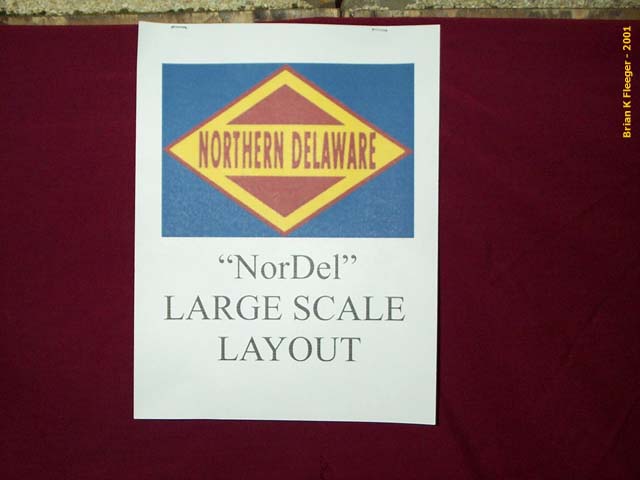 NORTHERN DELAWARE
“NorDel”
LARGE SCALE
LAYOUT
Brian K Fleeger - 2001